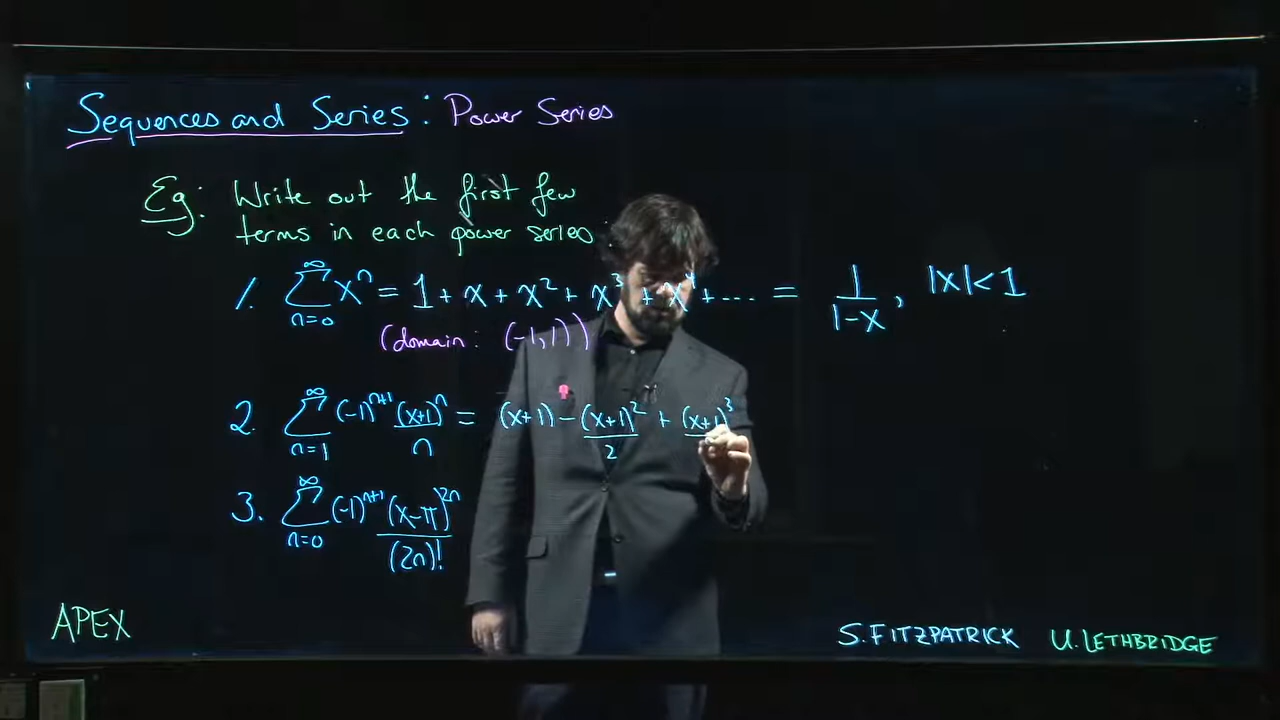 Sequences and Series: Power Series
Eg: Write out the first few
terms in each power series:
1. ∑_{n=0}^{∞} x^n = 1 + x + x^2 + x^3 + x^4 + ... = 1/(1-x), |x|<1
(domain: (-1,1))
2. ∑_{n=1}^{∞} (-1)^{n+1} (x+1)^n/n = (x+1) - (x+1)^2/2 + (x+1)^3
3. ∑_{n=0}^{∞} (-1)^{n+1} (x-π)^{2n}/(2n)!
APEX
S. FITZPATRICK U. LETHBRIDGE